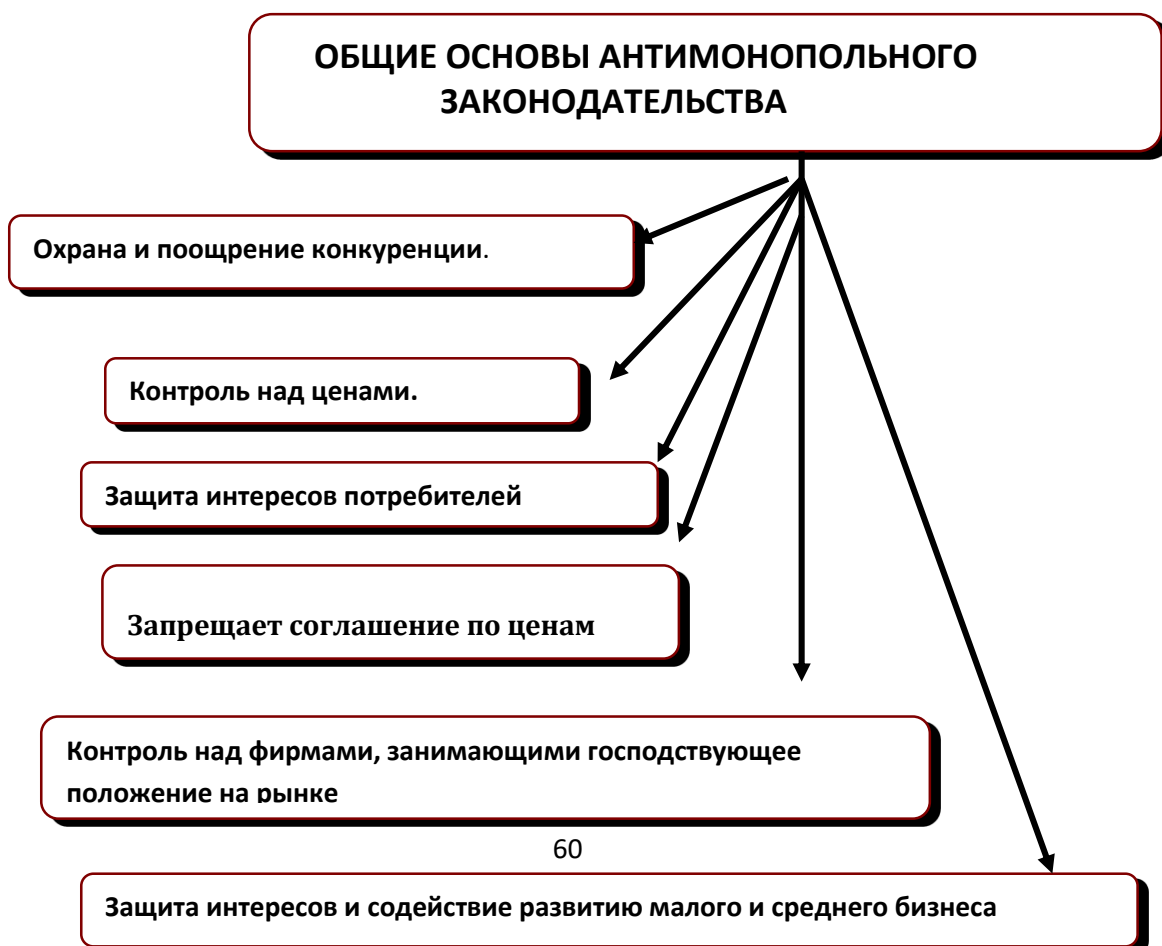 ОБЩИЕ ОСНОВЫ АНТИМОНОПОЛЬНОГО
ЗАКОНОДАТЕЛЬСТВА
Охрана и поощрение конкуренции.
Контроль над ценами.
Защита интересов потребителей
Запрещает соглашение по ценам
Контроль над фирмами, занимающими господствующее
положение на рынке
60
Защита интересов и содействие развитию малого и среднего бизнеса